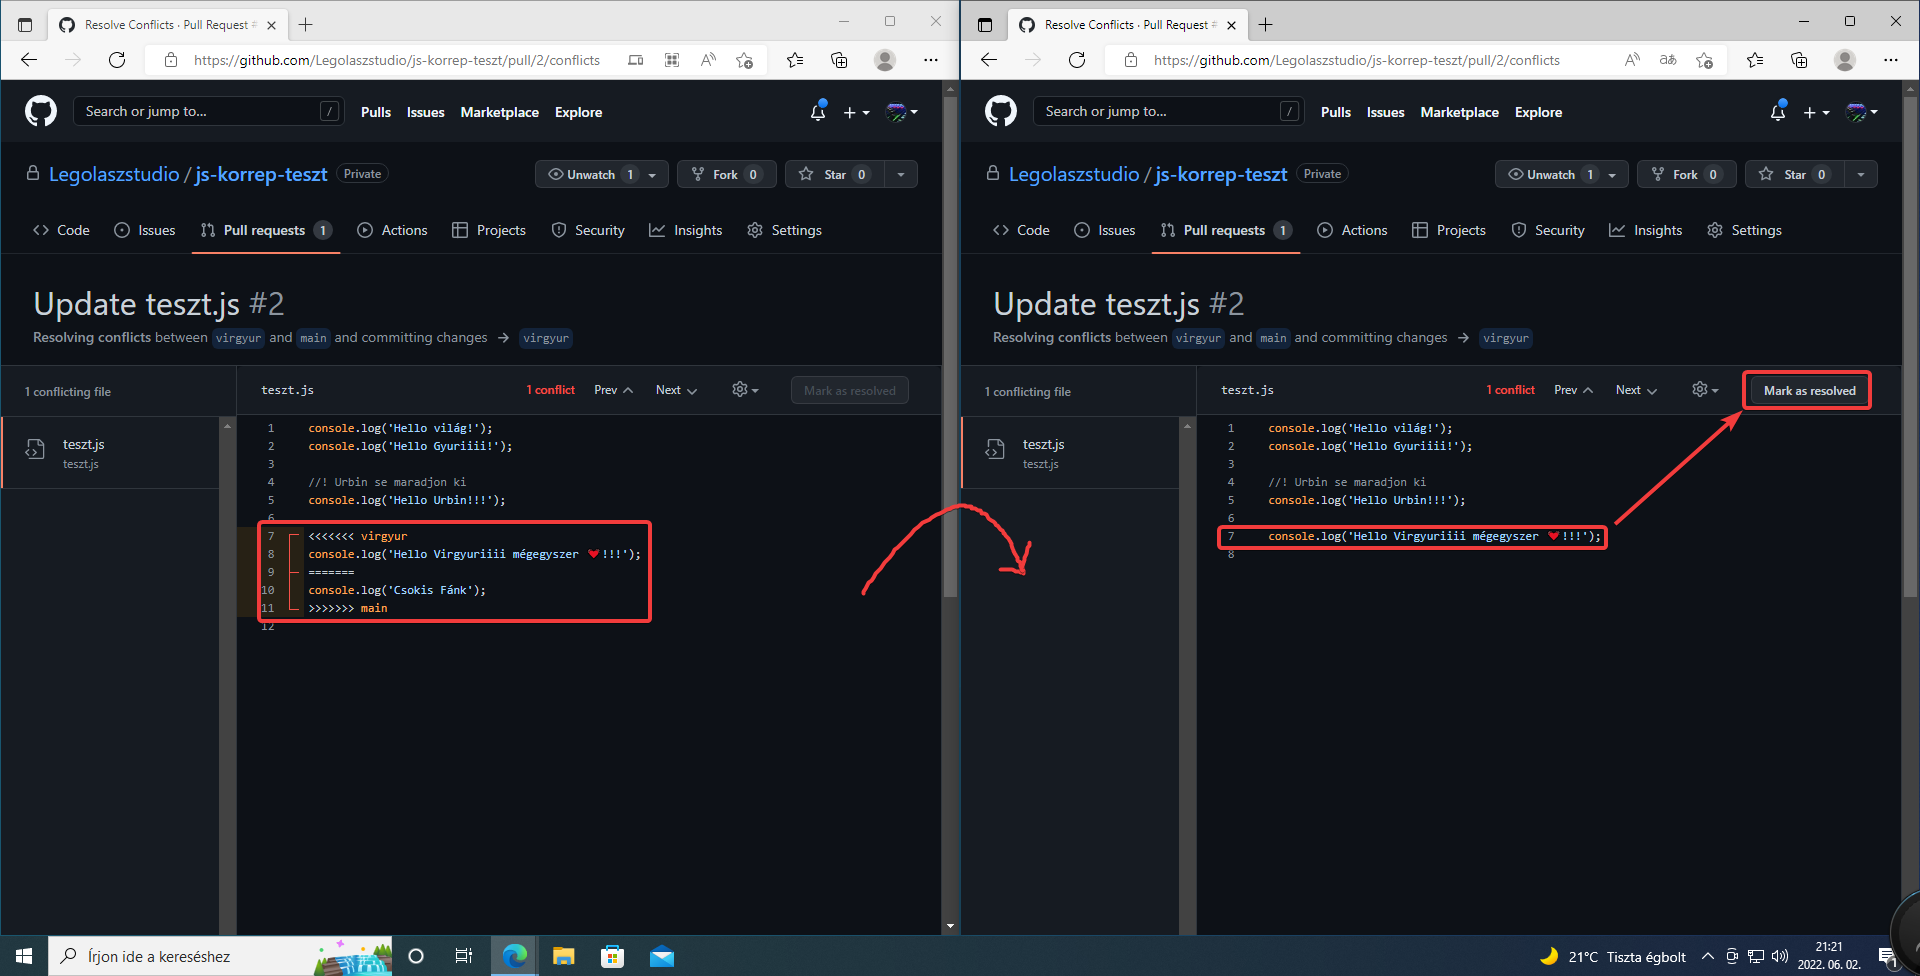 Resolve Conflicts · Pull Request #
https://github.com/Legolaszstudio/js-korrep-teszt/pull/2/conflicts
Search or jump to... /
Pulls Issues Marketplace Explore
Legolaszstudio / js-korrep-teszt Private
Unwatch 1 Fork 0 Star 0
Code Issues Pull requests 1 Actions Projects Security Insights Settings
Update teszt.js #2
Resolving conflicts between virgyur and main and committing changes → virgyur
1 conflicting file
teszt.js
teszt.js
teszt.js 1 conflict Prev Next Mark as resolved
1 console.log('Hello világ!');
2 console.log('Hello Gyuriiii!');
3
4 //! Urbin se maradjon ki
5 console.log('Hello Urbin!!!');
6
7 <<<<<<< virgyur
8 console.log('Hello Virgyuriiii mégegyszer ❤!!!');
9 =======
10 console.log('Csokis Fánk');
11 >>>>>>> main
12
Resolve Conflicts · Pull Request #
https://github.com/Legolaszstudio/js-korrep-teszt/pull/2/conflicts
Search or jump to... /
Pulls Issues Marketplace Explore
Legolaszstudio / js-korrep-teszt Private
Unwatch 1 Fork 0 Star 0
Code Issues Pull requests 1 Actions Projects Security Insights Settings
Update teszt.js #2
Resolving conflicts between virgyur and main and committing changes → virgyur
1 conflicting file
teszt.js
teszt.js
teszt.js 1 conflict Prev Next Mark as resolved
1 console.log('Hello világ!');
2 console.log('Hello Gyuriiii!');
3
4 //! Urbin se maradjon ki
5 console.log('Hello Urbin!!!');
6
7 console.log('Hello Virgyuriiii mégegyszer ❤!!!');
8
Írjon ide a kereséshez
21°C Tiszta égbolt
21:21
2022. 06. 02.
1